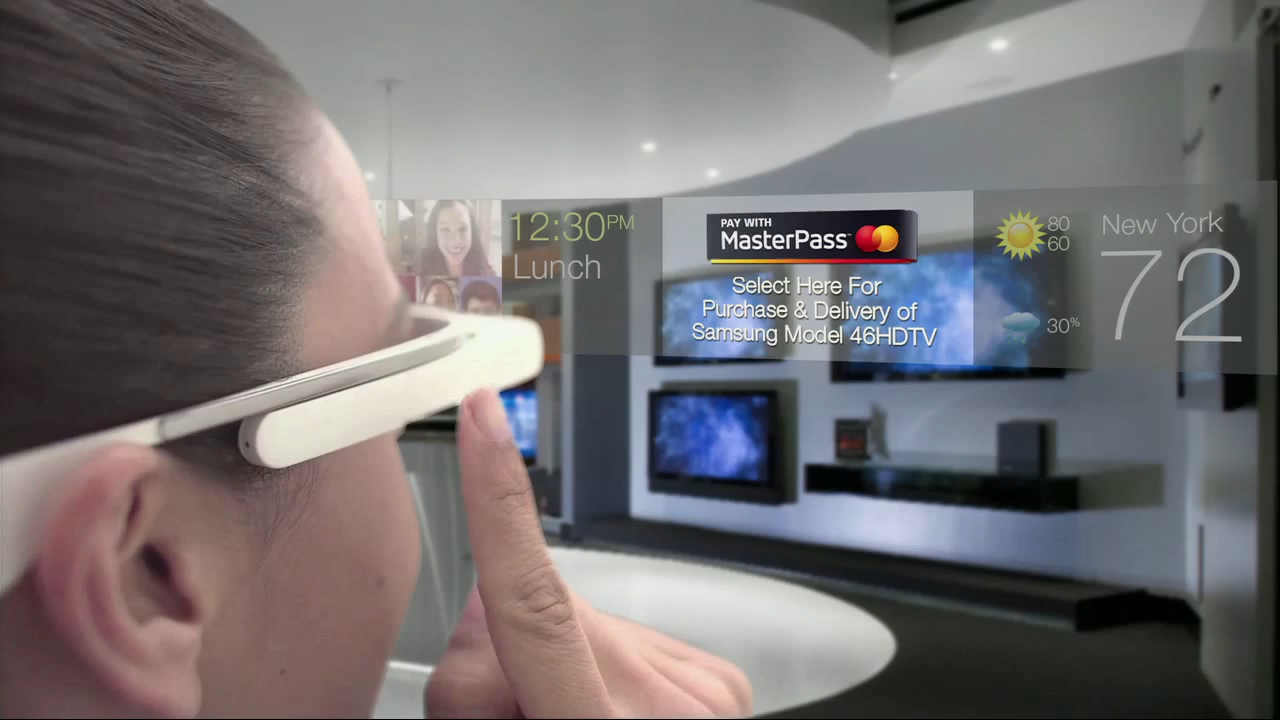 12:30PM
Lunch
PAY WITH
MasterPass™
Select Here For
Purchase & Delivery of
Samsung Model 46HDTV
80
60
30%
New York
72